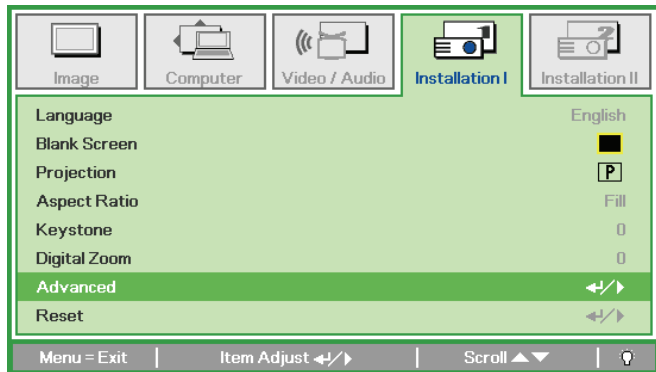 Image Computer Video / Audio Installation I Installation II
Language English
Blank Screen
Projection P
Aspect Ratio Fill
Keystone 0
Digital Zoom 0
Advanced
Reset
Menu = Exit Item Adjust Scroll